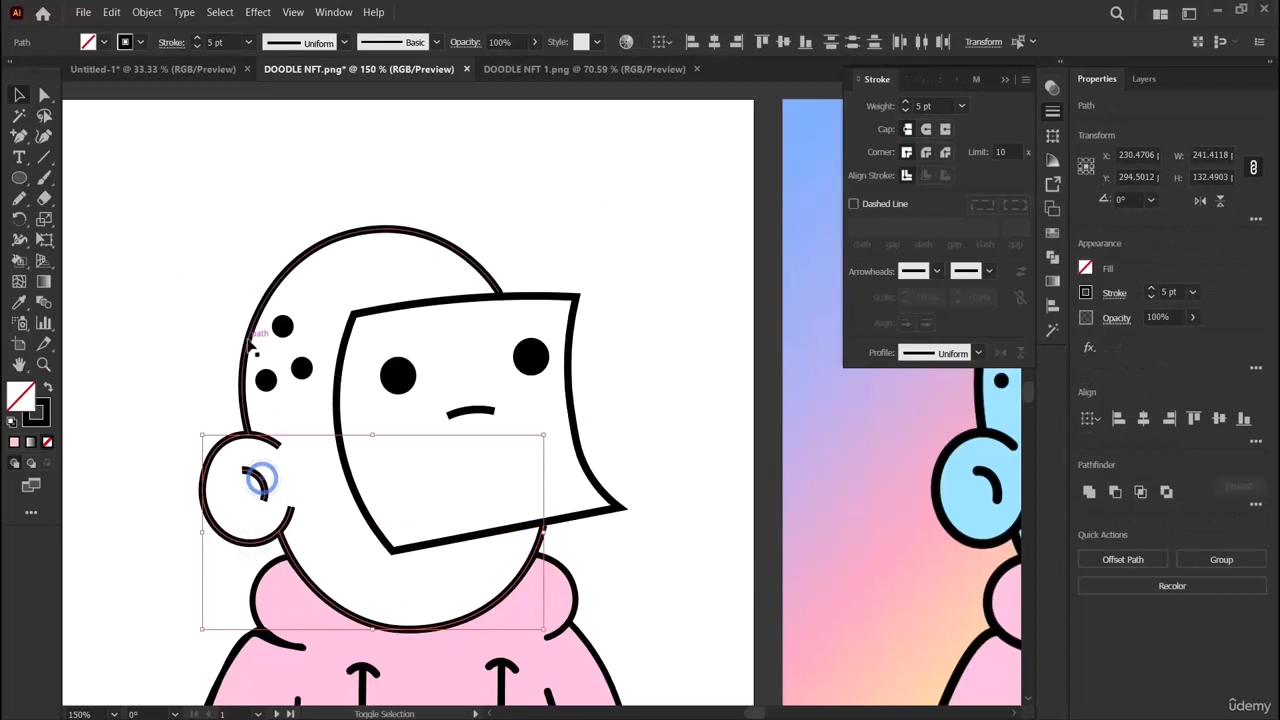 Ai File Edit Object Type Select Effect View Window Help
Path Stroke: 5 pt Uniform Basic Opacity: 100% Style: Transform
Untitled-1* @ 33.33 % (RGB/Preview) × DOODLE NFT.png* @ 150 % (RGB/Preview) × DOODLE NFT 1.png @ 70.59 % (RGB/Preview) ×
Stroke M
Properties Layers
Weight: 5 pt
Path
Cap:
Transform
Corner: Limit: 10 x
X: 230.4706 W: 241.4118
Align Stroke:
Y: 294.5012 H: 132.4903
Dashed Line
0°
dash gap dash gap dash gap
Appearance
Arrowheads:
Fill
Scale:
Stroke 5 pt
Align:
Opacity 100%
path
Profile: Uniform
Align
Pathfinder
Expand
Quick Actions
Offset Path Group
Recolor
150% 0° 1 Toggle Selection
ûdemy